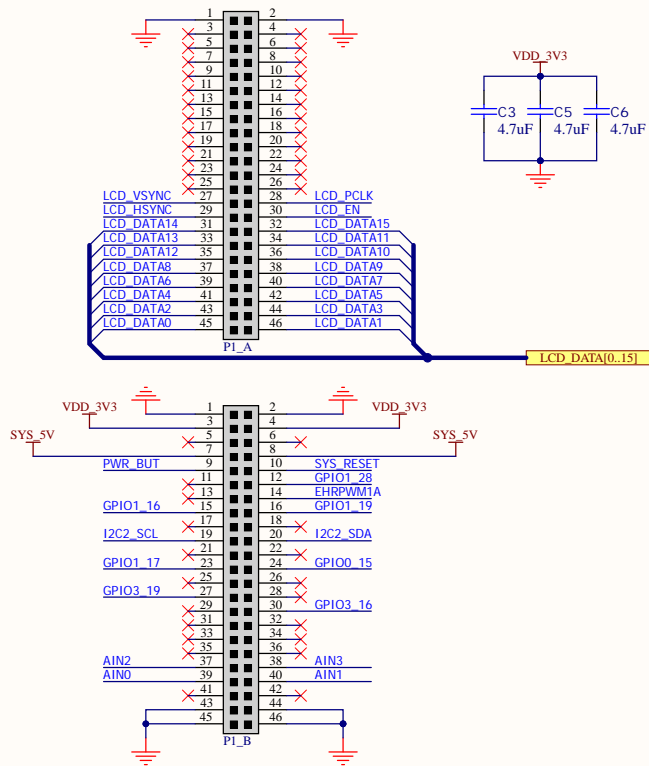 1 2
3 4
5 6
7 8
9 10
11 12
13 14
15 16
17 18
19 20
21 22
23 24
25 26
LCD_VSYNC 27 28 LCD_PCLK
LCD_HSYNC 29 30 LCD_EN
LCD_DATA14 31 32 LCD_DATA15
LCD_DATA13 33 34 LCD_DATA11
LCD_DATA12 35 36 LCD_DATA10
LCD_DATA8 37 38 LCD_DATA9
LCD_DATA6 39 40 LCD_DATA7
LCD_DATA4 41 42 LCD_DATA5
LCD_DATA2 43 44 LCD_DATA3
LCD_DATA0 45 46 LCD_DATA1
P1_A
VDD_3V3
C3 C5 C6
4.7uF 4.7uF 4.7uF
LCD_DATA[0..15]
1 2
VDD_3V3 3 4 VDD_3V3
5 6
SYS_5V 7 8 SYS_5V
PWR_BUT 9 10 SYS_RESET
11 12 GPIO1_28
13 14 EHRPWM1A
GPIO1_16 15 16 GPIO1_19
17 18
I2C2_SCL 19 20 I2C2_SDA
21 22
GPIO1_17 23 24 GPIO0_15
25 26
GPIO3_19 27 28
29 30 GPIO3_16
31 32
33 34
35 36
AIN2 37 38 AIN3
AIN0 39 40 AIN1
41 42
43 44
45 46
P1_B